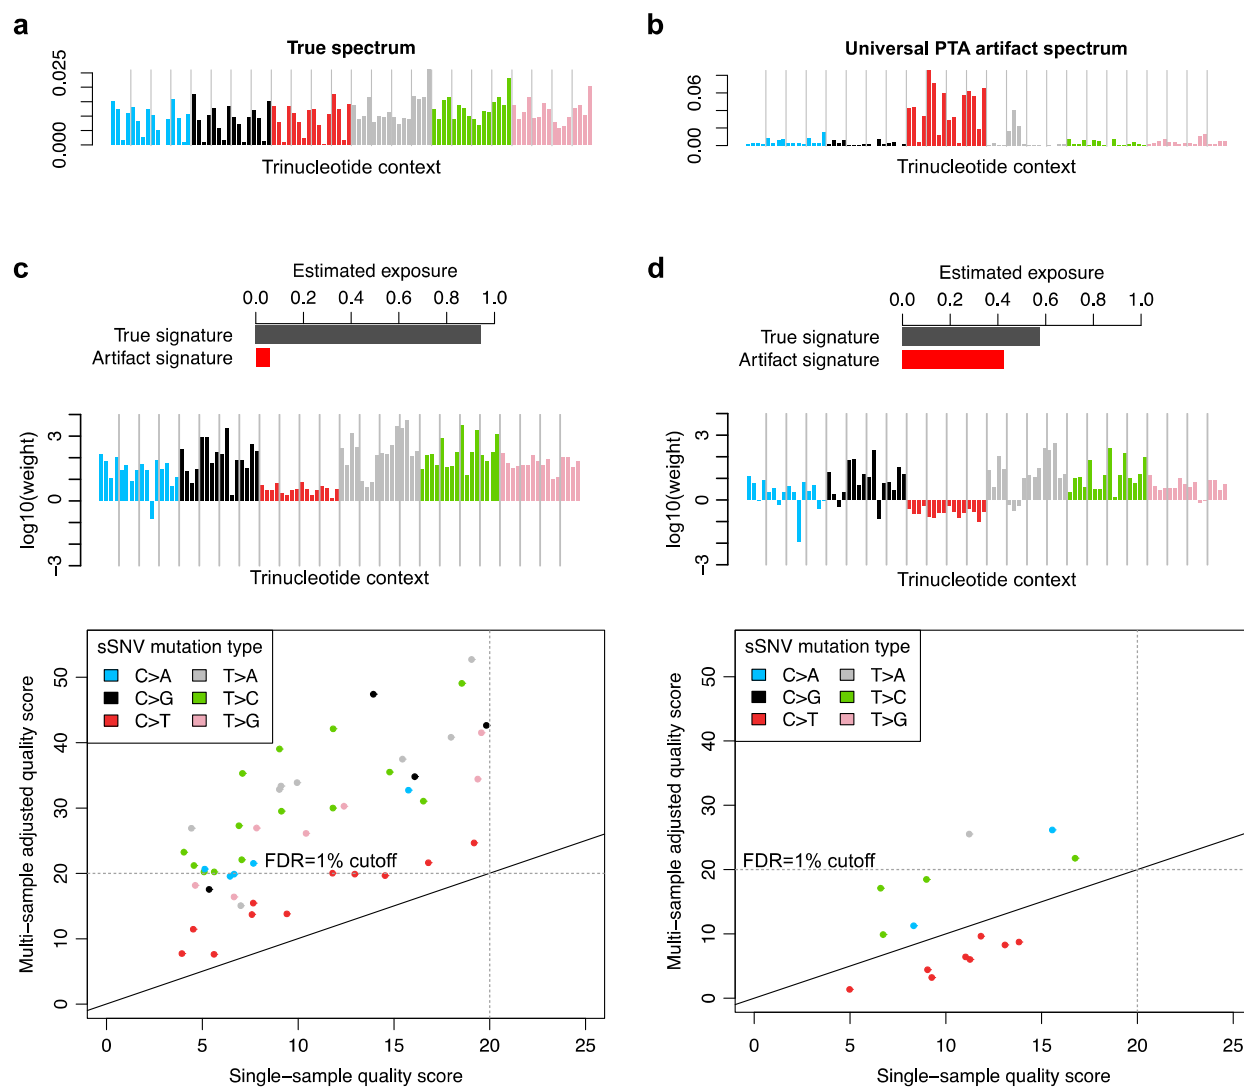 a
True spectrum
0.025
0.000
Trinucleotide context
b
Universal PTA artifact spectrum
0.06
0.00
Trinucleotide context
c
Estimated exposure
0.0 0.2 0.4 0.6 0.8 1.0
True signature
Artifact signature
log10(weight)
3
0
−3
Trinucleotide context
sSNV mutation type
C>A T>A
C>G T>C
C>T T>G
FDR=1% cutoff
Multi−sample adjusted quality score
50
40
30
20
10
0
0 5 10 15 20 25
Single−sample quality score
d
Estimated exposure
0.0 0.2 0.4 0.6 0.8 1.0
True signature
Artifact signature
log10(weight)
3
0
−3
Trinucleotide context
sSNV mutation type
C>A T>A
C>G T>C
C>T T>G
FDR=1% cutoff
Multi−sample adjusted quality score
50
40
30
20
10
0
0 5 10 15 20 25
Single−sample quality score